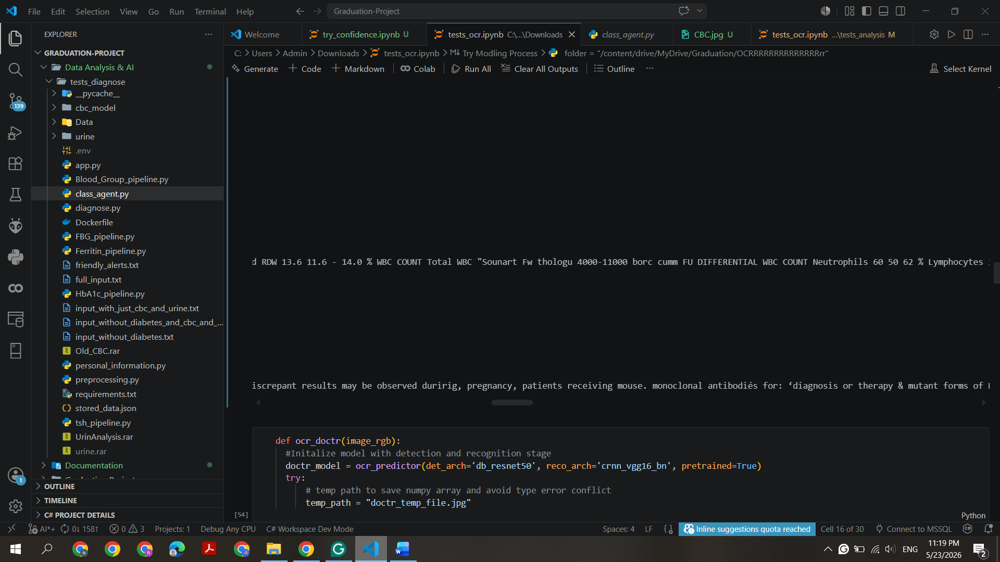 File Edit Selection View Go Run Terminal Help
Graduation-Project
EXPLORER
GRADUATION-PROJECT
Data Analysis & AI
tests_diagnose
__pycache__
cbc_model
Data
urine
.env
app.py
Blood_Group_pipeline.py
class_agent.py
diagnose.py
Dockerfile
FBG_pipeline.py
Ferritin_pipeline.py
friendly_alerts.txt
full_input.txt
HbA1c_pipeline.py
input_with_just_cbc_and_urine.txt
input_without_diabetes_and_cbc_and_...
input_without_diabetes.txt
Old_CBC.rar
personal_information.py
preprocessing.py
requirements.txt
stored_data.json
tsh_pipeline.py
UrinAnalysis.rar
urine.rar
Documentation
OUTLINE
TIMELINE
C# PROJECT DETAILS
139
1
Welcome
try_confidence.ipynb U
tests_ocr.ipynb C:\...\Downloads
class_agent.py
CBC.jpg U
tests_ocr.ipynb ...\tests_analysis M
C: > Users > Admin > Downloads > tests_ocr.ipynb > M↓ Try Modling Process > folder = "/content/drive/MyDrive/Graduation/OCRRRRRRRRRRRRRRrr"
Generate + Code + Markdown Colab Run All Clear All Outputs Outline ...
Select Kernel
d RDW 13.6 11.6 - 14.0 % WBC COUNT Total WBC "Sounart Fw thologu 4000-11000 borc cumm FU DIFFERENTIAL WBC COUNT Neutrophils 60 50 62 % Lymphocytes
iscrepant results may be observed duririg, pregnancy, patients receiving mouse. monoclonal antibodiés for: ‘diagnosis or therapy & mutant forms of
def ocr_doctr(image_rgb):
#Initalize model with detection and recognition stage
doctr_model = ocr_predictor(det_arch='db_resnet50', reco_arch='crnn_vgg16_bn', pretrained=True)
try:
# temp path to save numpy array and avoid type error conflict
temp_path = "doctr_temp_file.jpg"
[54]
Python
AI*+ 0↓ 158↑ 0 3 Projects: 1 Debug Any CPU C# Workspace Dev Mode
Spaces: 4 LF Inline suggestions quota reached Cell 16 of 30 Connect to MSSQL
ENG
11:19 PM
5/23/2026
2